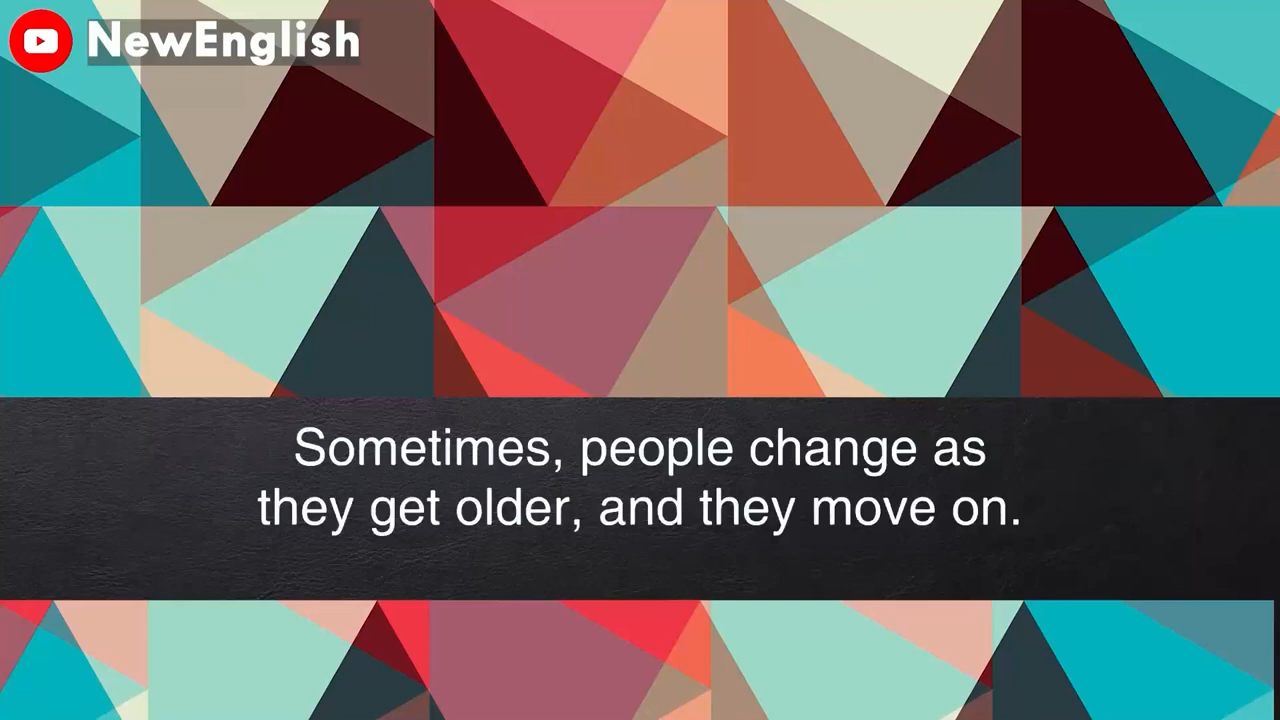 NewEnglish
Sometimes, people change as
they get older, and they move on.